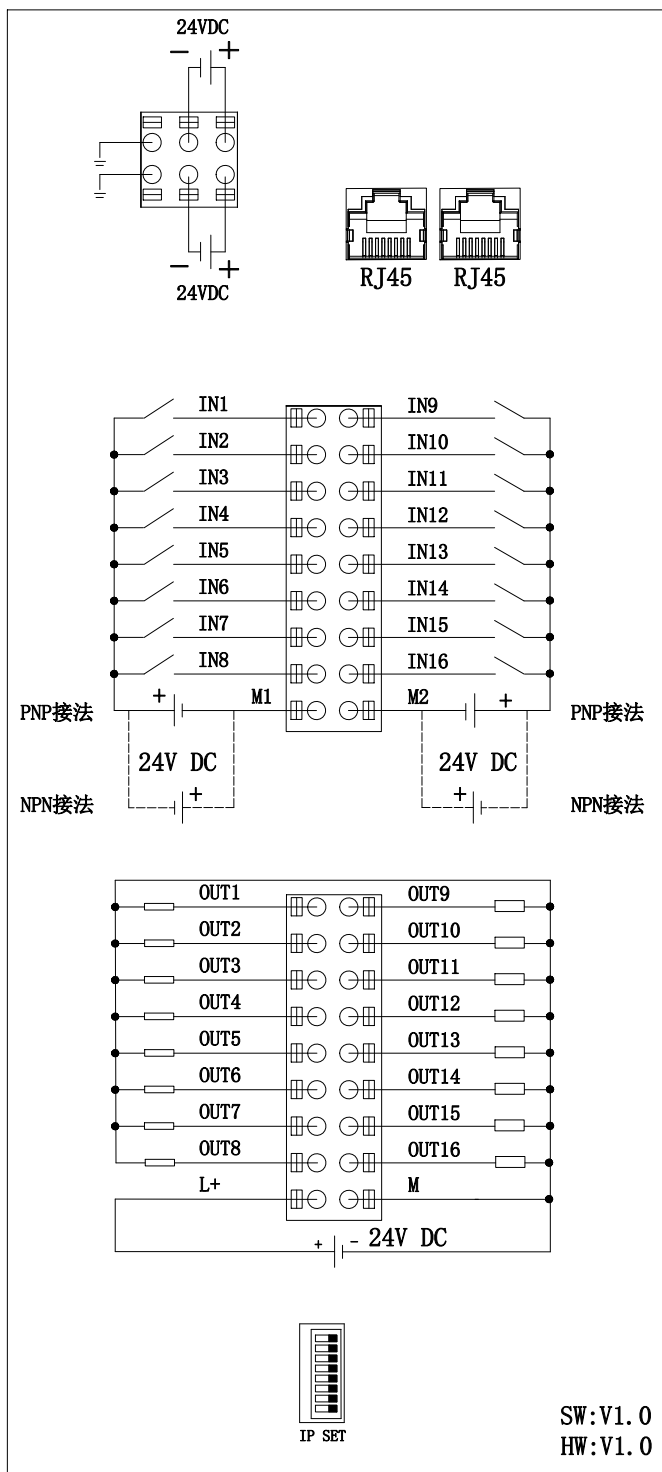 24VDC
− +
− +
24VDC
RJ45 RJ45
IN1 IN9
IN2 IN10
IN3 IN11
IN4 IN12
IN5 IN13
IN6 IN14
IN7 IN15
IN8 IN16
PNP接法 + M1 M2 + PNP接法
24V DC 24V DC
NPN接法 + + NPN接法
OUT1 OUT9
OUT2 OUT10
OUT3 OUT11
OUT4 OUT12
OUT5 OUT13
OUT6 OUT14
OUT7 OUT15
OUT8 OUT16
L+ M
+ - 24V DC
IP SET
SW:V1.0
HW:V1.0